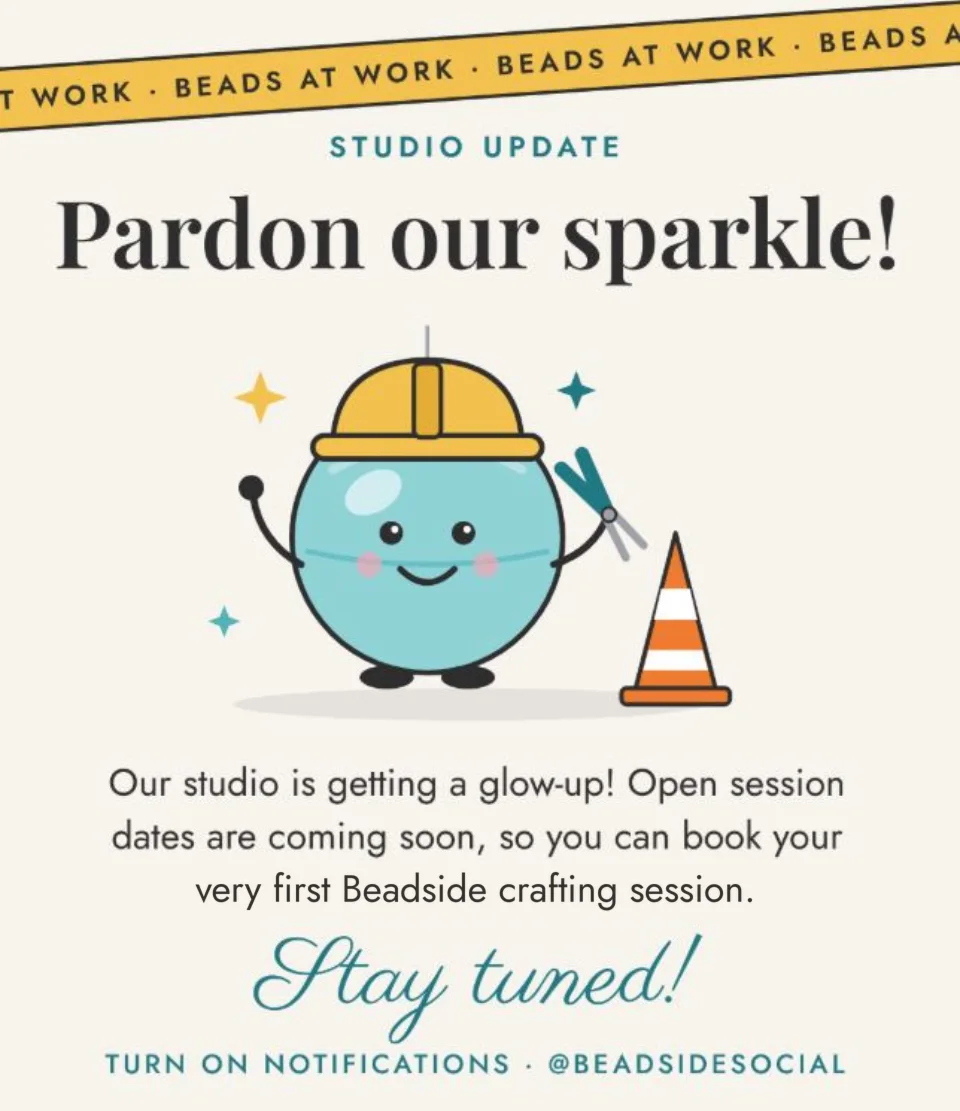 T WORK · BEADS AT WORK · BEADS AT WORK · BEADS A
STUDIO UPDATE
Pardon our sparkle!
Our studio is getting a glow-up! Open session
dates are coming soon, so you can book your
very first Beadside crafting session.
Stay tuned!
TURN ON NOTIFICATIONS · @BEADSIDESOCIAL